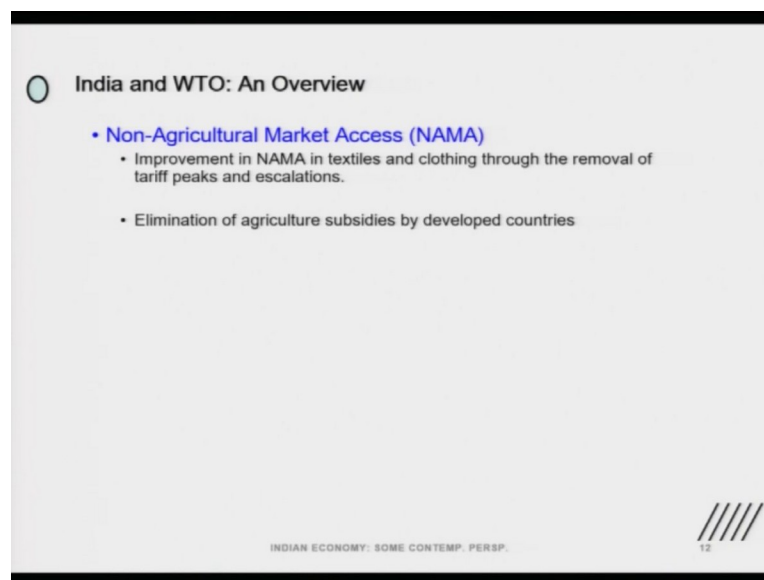 India and WTO: An Overview
• Non-Agricultural Market Access (NAMA)
• Improvement in NAMA in textiles and clothing through the removal of
tariff peaks and escalations.
• Elimination of agriculture subsidies by developed countries
INDIAN ECONOMY: SOME CONTEMP. PERSP.
12